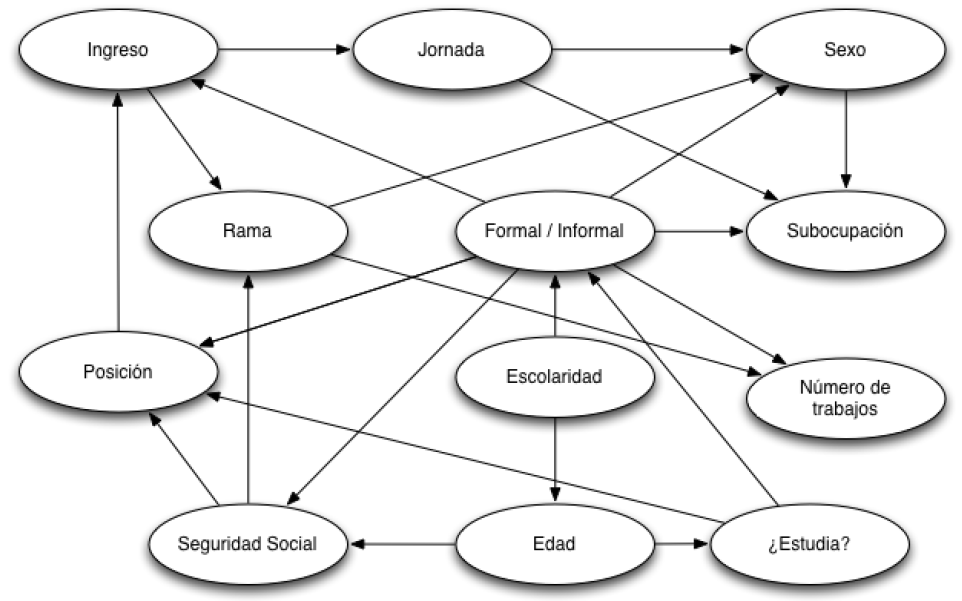 Ingreso
Jornada
Sexo
Rama
Formal / Informal
Subocupación
Posición
Escolaridad
Número de
trabajos
Seguridad Social
Edad
¿Estudia?